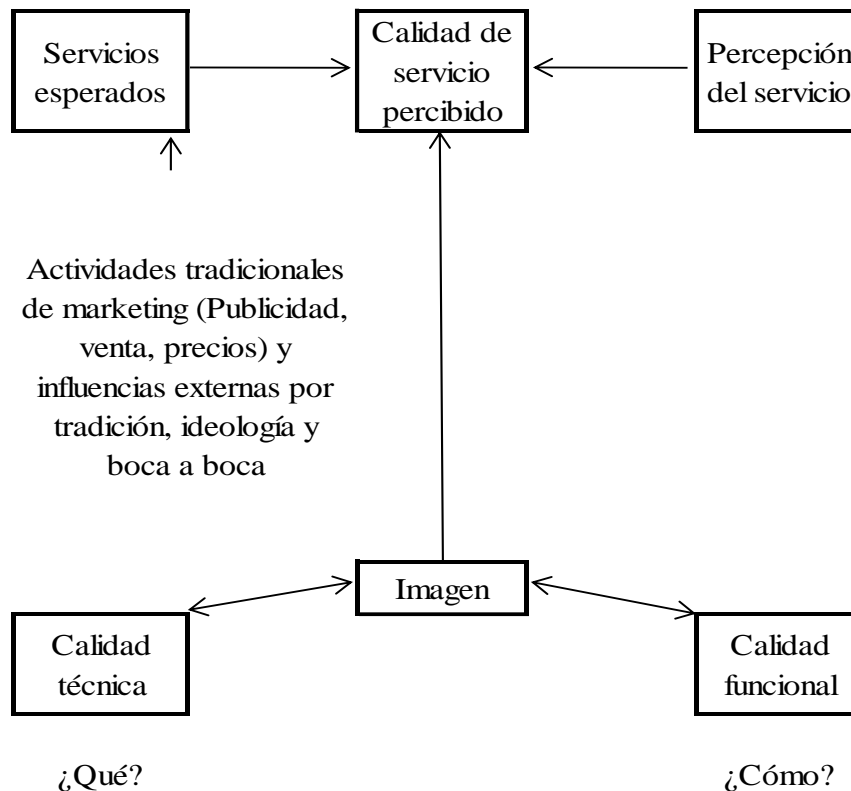 Servicios
esperados
Calidad de
servicio
percibido
Percepción
del servicio
Actividades tradicionales
de marketing (Publicidad,
venta, precios) y
influencias externas por
tradición, ideología y
boca a boca
Imagen
Calidad
técnica
Calidad
funcional
¿Qué?
¿Cómo?